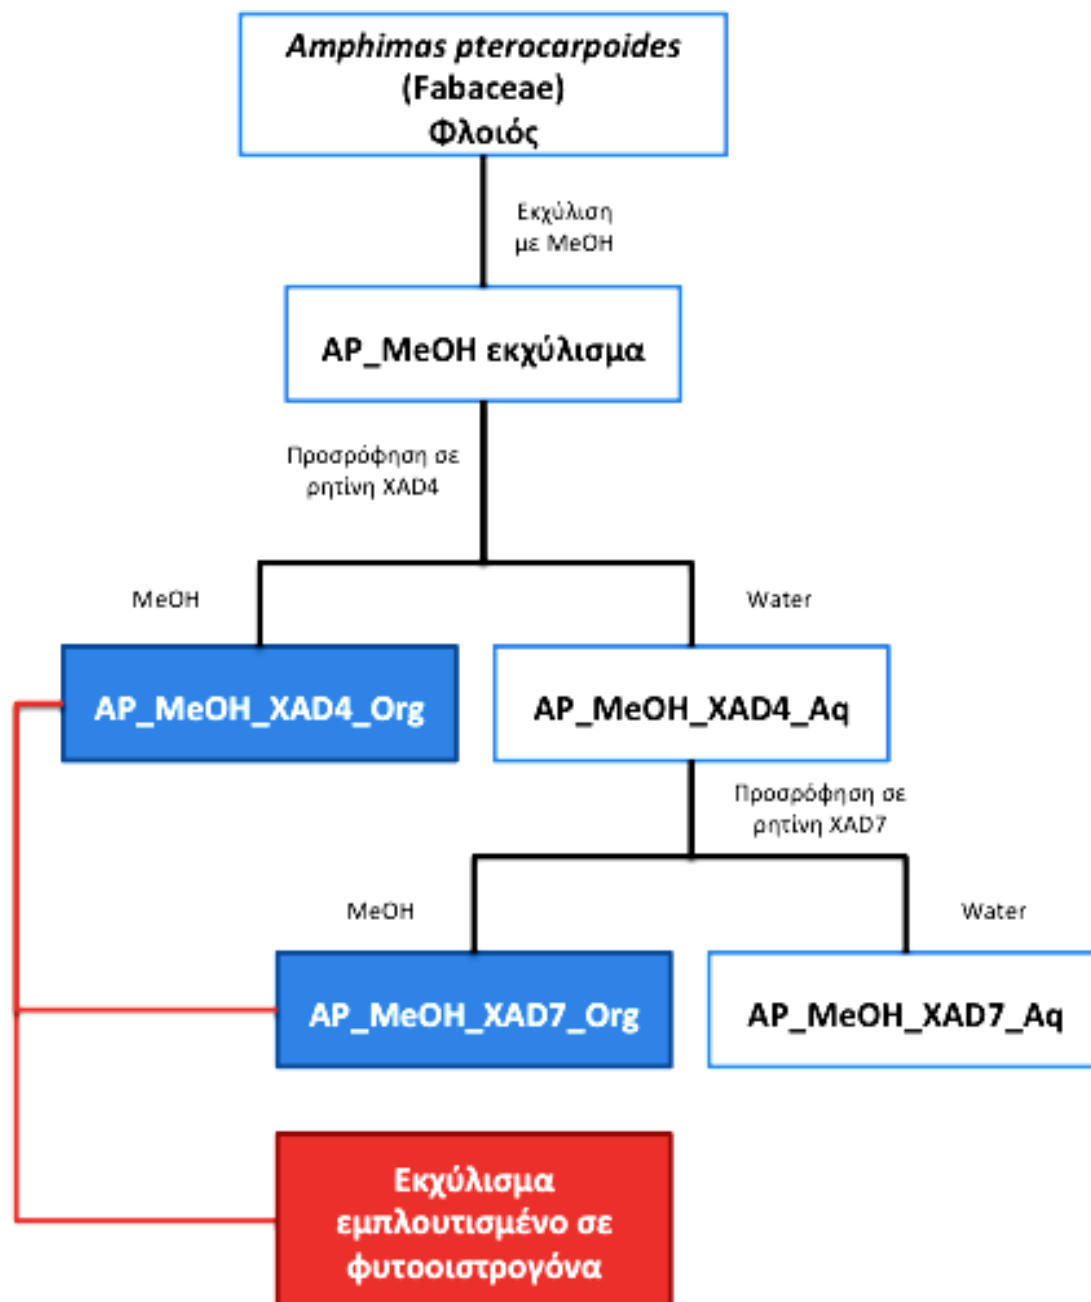 Amphimas pterocarpoides
(Fabaceae)
Φλοιός
Εκχύλιση
με MeOH
AP_MeOH εκχύλισμα
Προσρόφηση σε
ρητίνη XAD4
MeOH
Water
AP_MeOH_XAD4_Org
AP_MeOH_XAD4_Aq
Προσρόφηση σε
ρητίνη XAD7
MeOH
Water
AP_MeOH_XAD7_Org
AP_MeOH_XAD7_Aq
Εκχύλισμα
εμπλουτισμένο σε
φυτοοιστρογόνα